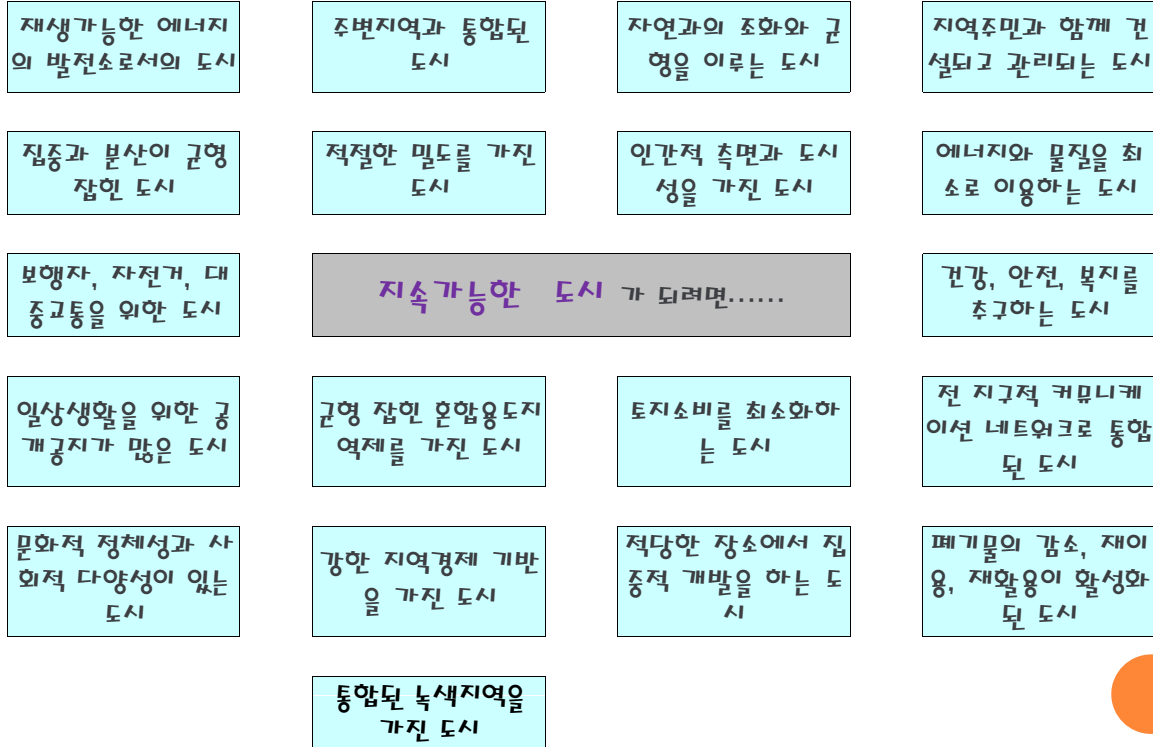 재생가능한 에너지
의 발전소로서의 도시
주변지역과 통합된
도시
자연과의 조화와 균
형을 이루는 도시
지역주민과 함께 건
설되고 관리되는 도시
집중과 분산이 균형
잡힌 도시
적절한 밀도를 가진
도시
인간적 측면과 도시
성을 가진 도시
에너지와 물질을 최
소로 이용하는 도시
보행자, 자전거, 대
중교통을 위한 도시
지속가능한 도시 가 되려면……
건강, 안전, 복지를
추구하는 도시
일상생활을 위한 공
개공지가 많은 도시
균형 잡힌 혼합용도지
역제를 가진 도시
토지소비를 최소화하
는 도시
전 지구적 커뮤니케
이션 네트워크로 통합
된 도시
문화적 정체성과 사
회적 다양성이 있는
도시
강한 지역경제 기반
을 가진 도시
적당한 장소에서 집
중적 개발을 하는 도
시
폐기물의 감소, 재이
용, 재활용이 활성화
된 도시
통합된 녹색지역을
가진 도시